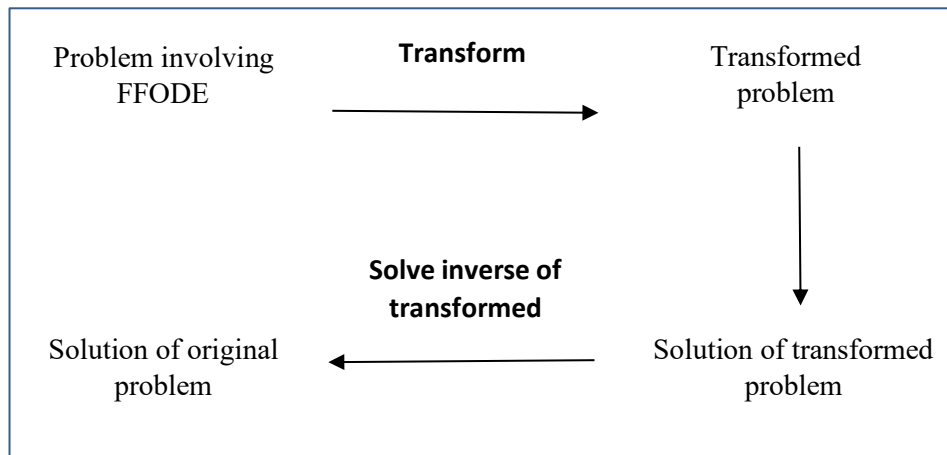 Problem involving
FFODE
Transform
Transformed
problem
Solve inverse of
transformed
Solution of original
problem
Solution of transformed
problem